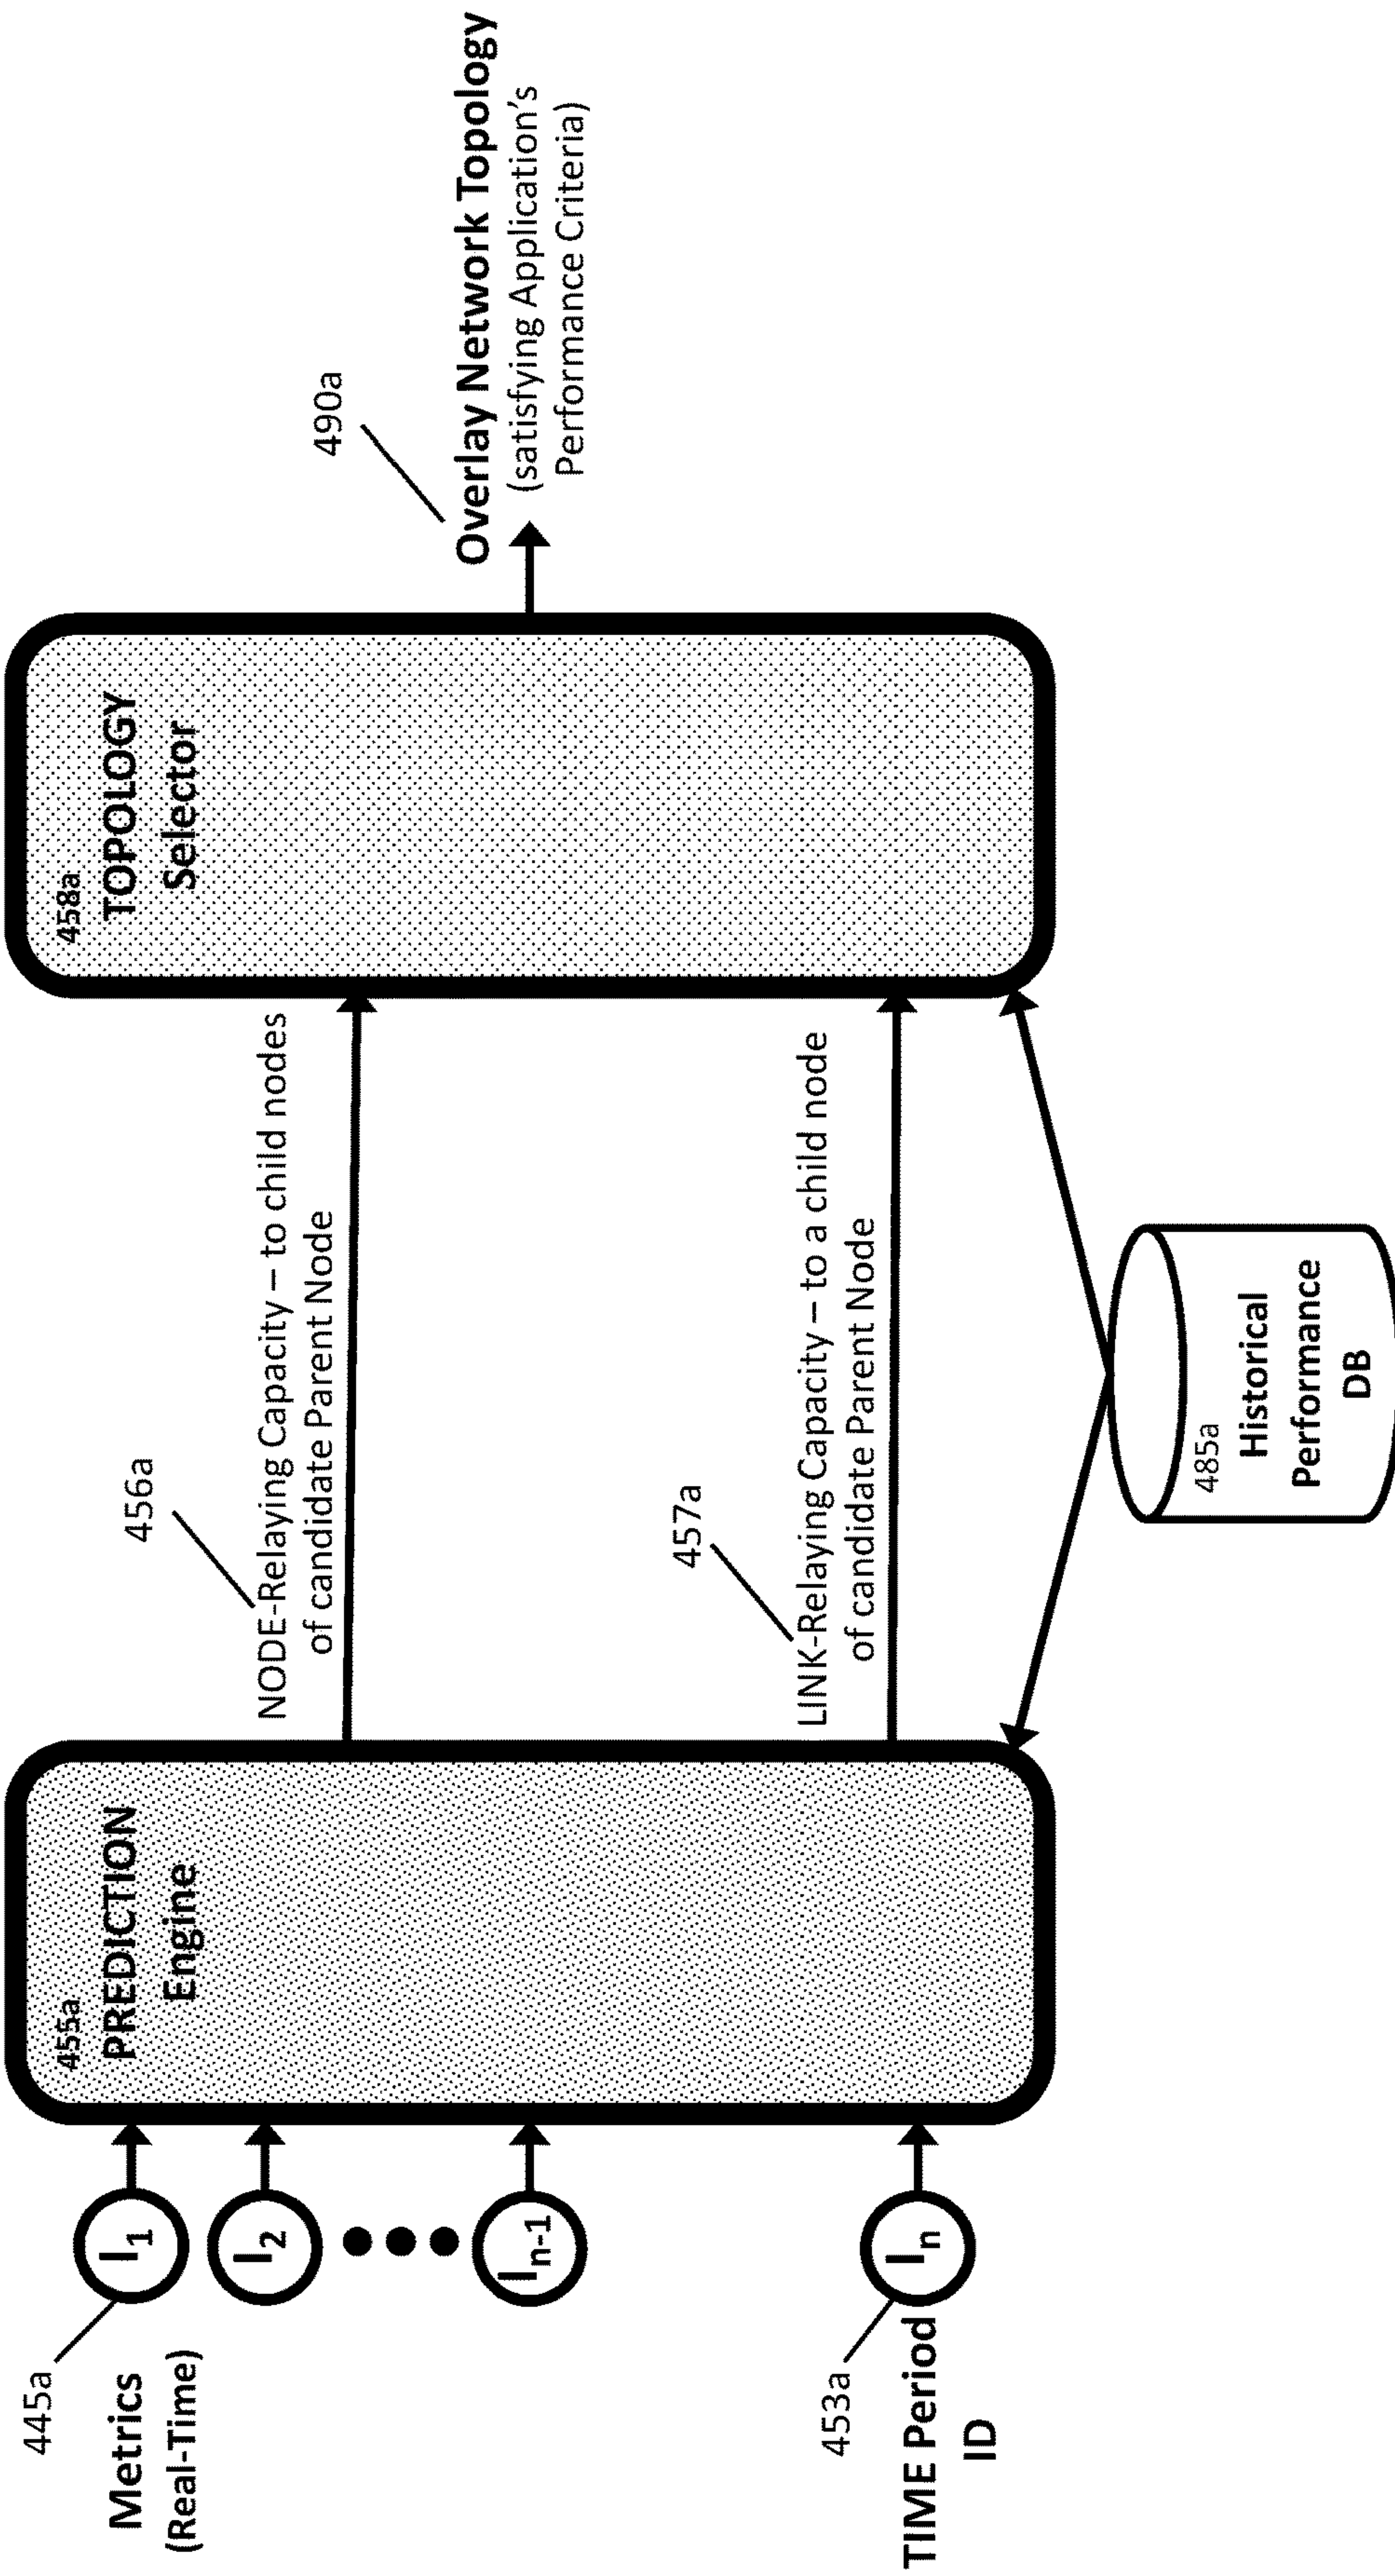 445a
Metrics
(Real-Time)
I1
I2
In-1
453a
TIME Period
ID
In
455a
PREDICTION
Engine
456a
NODE-Relaying Capacity – to child nodes
of candidate Parent Node
457a
LINK-Relaying Capacity – to a child node
of candidate Parent Node
485a
Historical
Performance
DB
458a
TOPOLOGY
Selector
490a
Overlay Network Topology
(satisfying Application's
Performance Criteria)